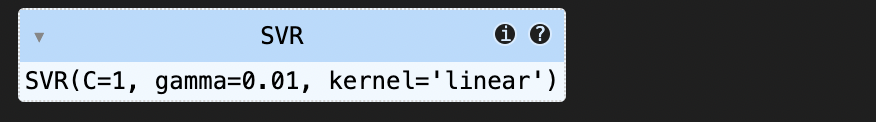 SVR
SVR(C=1, gamma=0.01, kernel='linear')